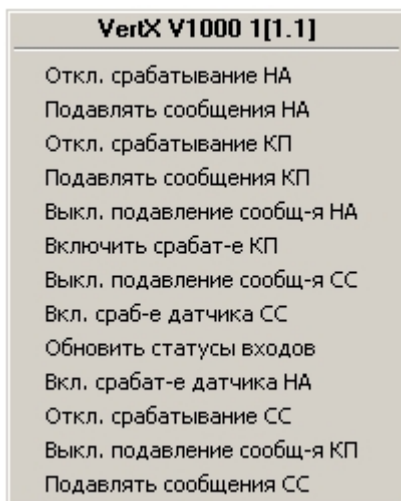 VertX V1000 1[1.1]
Откл. срабатывание НА
Подавлять сообщения НА
Откл. срабатывание КП
Подавлять сообщения КП
Выкл. подавление сообщ-я НА
Включить срабат-е КП
Выкл. подавление сообщ-я СС
Вкл. сраб-е датчика СС
Обновить статусы входов
Вкл. срабат-е датчика НА
Откл. срабатывание СС
Выкл. подавление сообщ-я КП
Подавлять сообщения СС